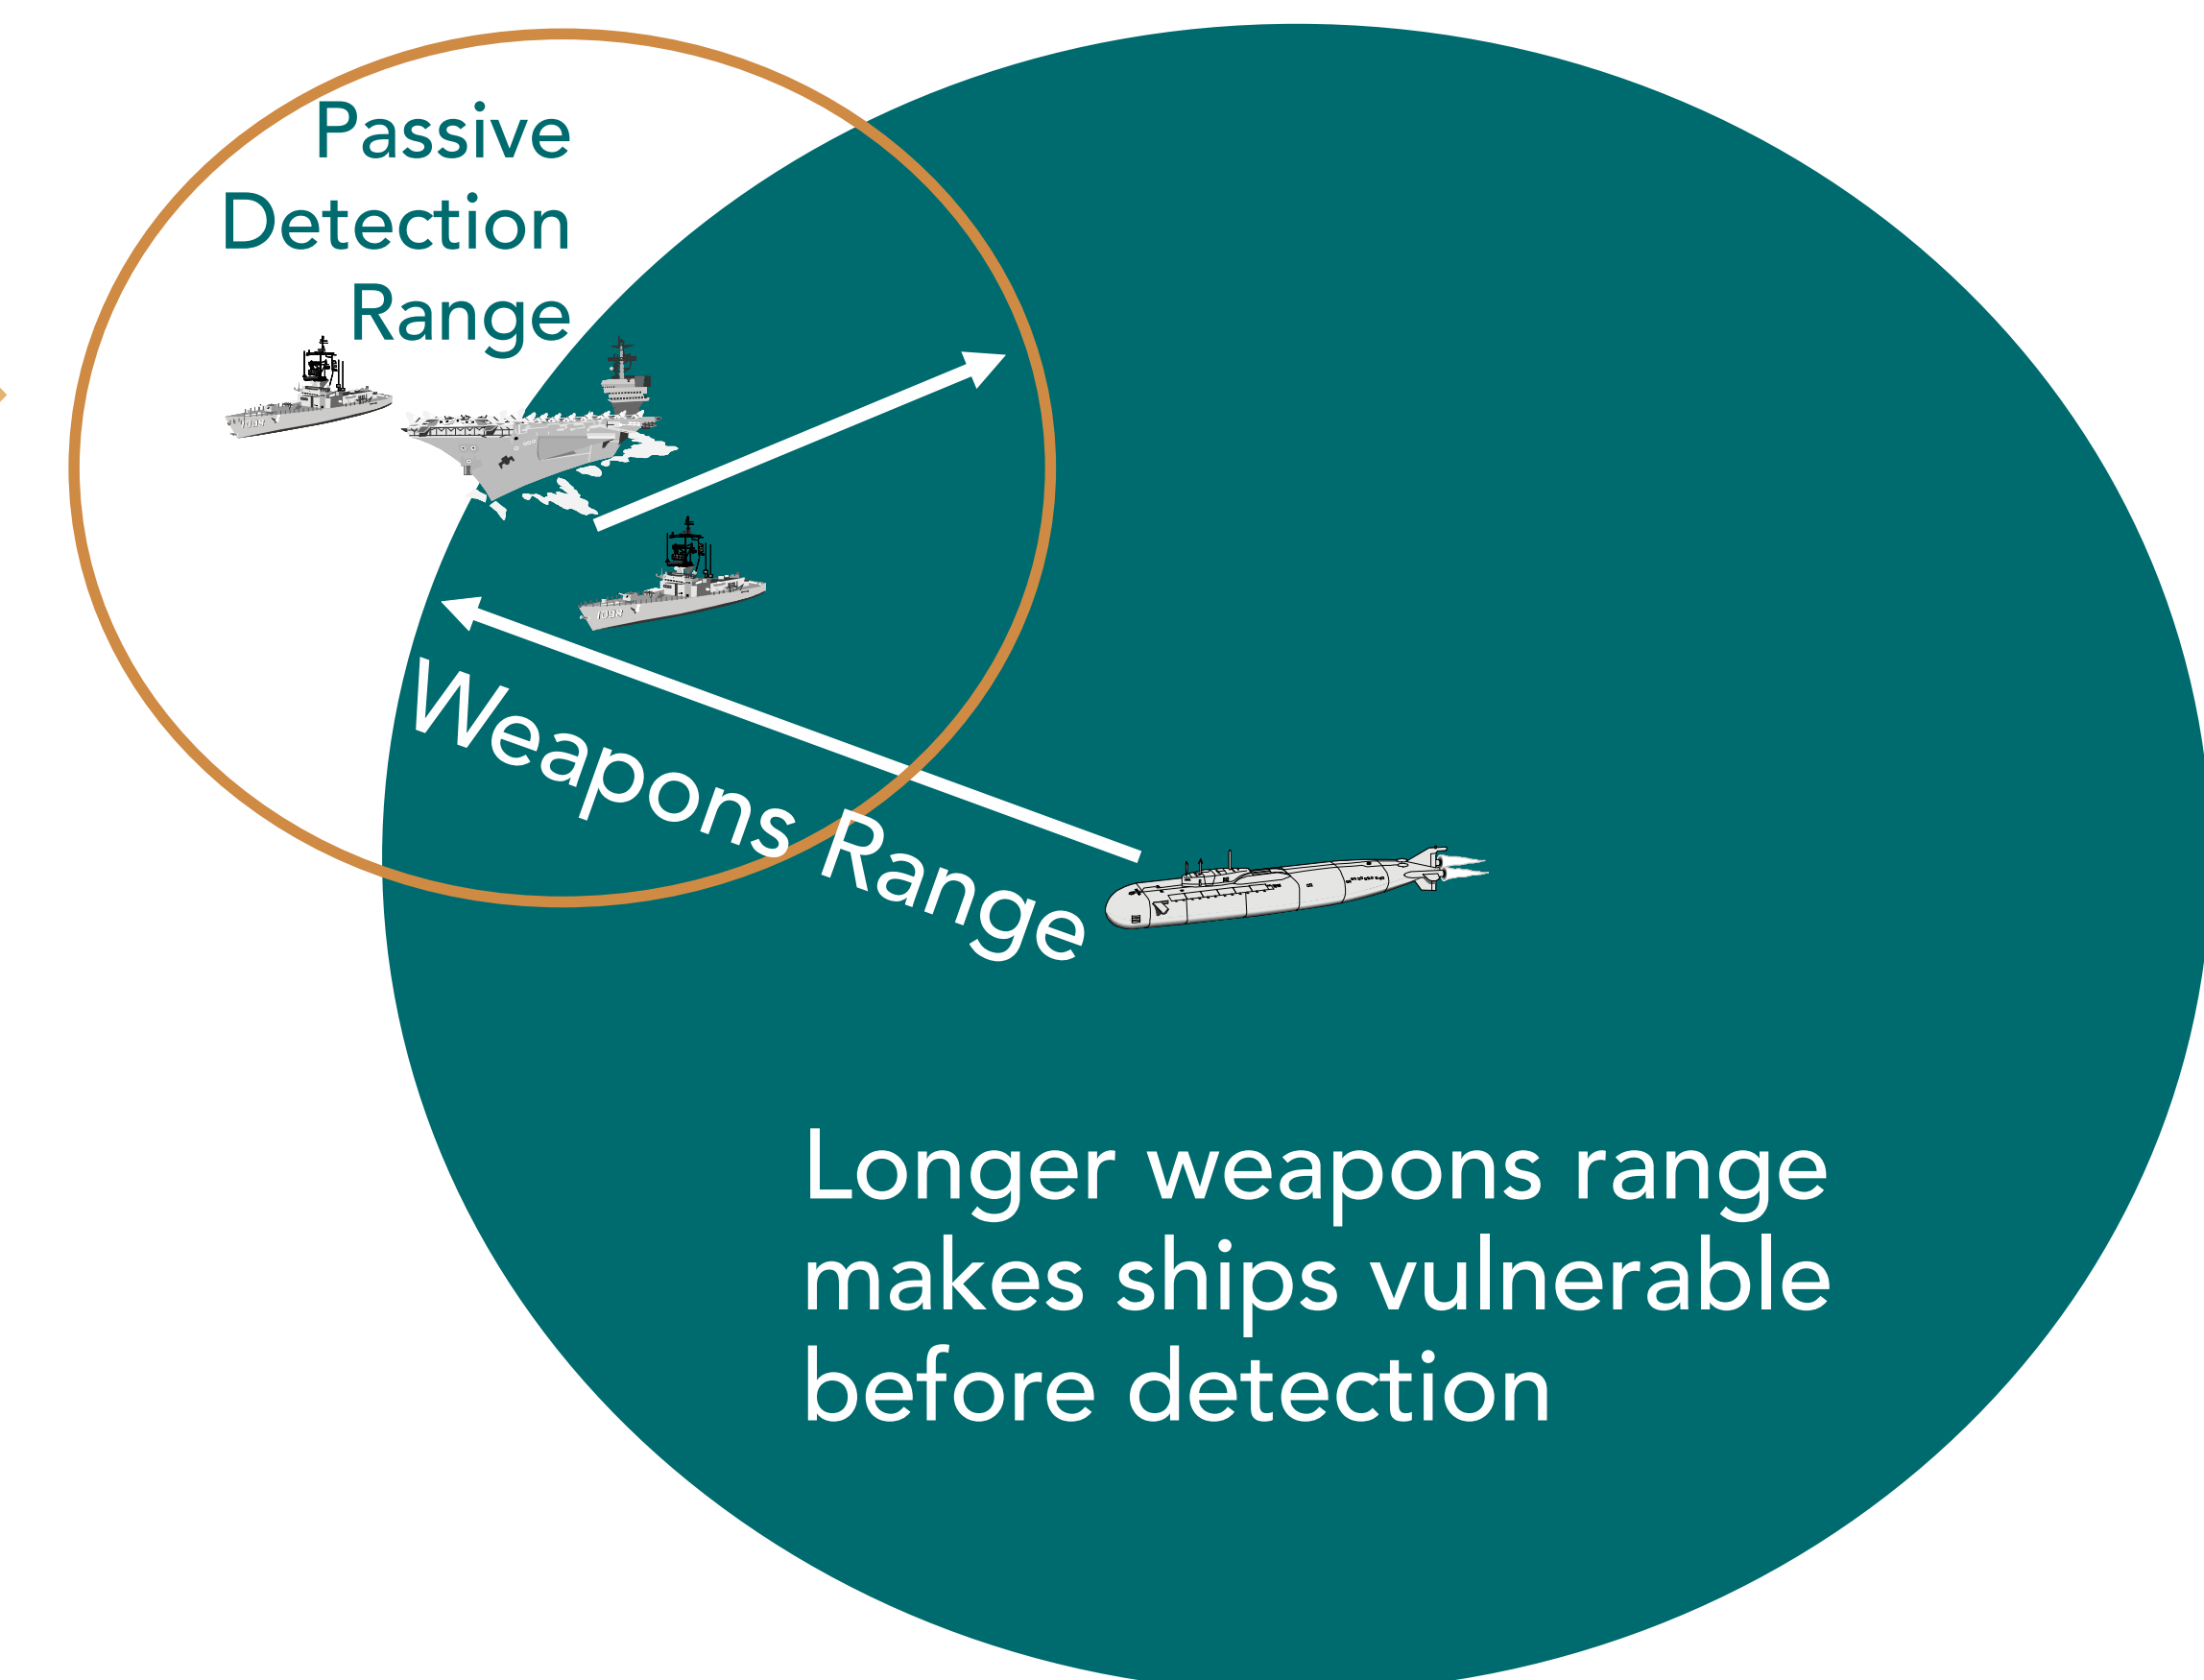 Passive
Detection
Range
Weapons Range
Longer weapons range
makes ships vulnerable
before detection